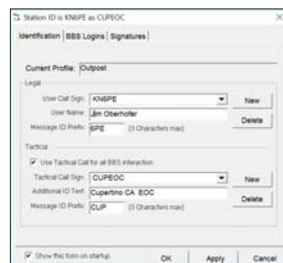 Station ID is KN6PE as CUPEOC
Identification BBS Logins Signatures
Current Profile: Outpost
Legal
User Call Sign: KN6PE New
User Name: Jim Oberhofer Delete
Message ID Prefix: 6PE (3 Characters max)
Tactical
Use Tactical Call for all BBS interaction
Tactical Call Sign: CUPEOC New
Additional ID Text: Cupertino CA EOC Delete
Message ID Prefix: CUP (3 Characters max)
Show this form on startup OK Apply Cancel